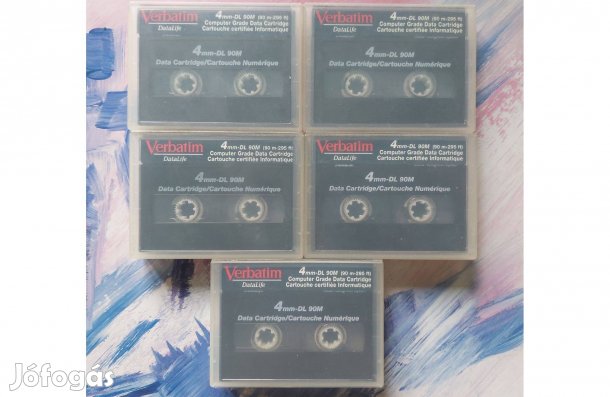 Verbatim
DataLife
4mm-DL 90M (90 m-295 ft)
Computer Grade Data Cartridge
Cartouche certifiée Informatique
4mm-DL 90M
Data Cartridge/Cartouche Numérique
Verbatim
DataLife
4mm-DL 90M (90 m-295 ft)
Computer Grade Data Cartridge
Cartouche certifiée Informatique
4mm-DL 90M
Data Cartridge/Cartouche Numérique
Verbatim
DataLife
4mm-DL 90M (90 m-295 ft)
Computer Grade Data Cartridge
Cartouche certifiée Informatique
4mm-DL 90M
Data Cartridge/Cartouche Numérique
Verbatim
DataLife
4mm-DL 90M (90 m-295 ft)
Computer Grade Data Cartridge
Cartouche certifiée Informatique
4mm-DL 90M
Data Cartridge/Cartouche Numérique
Verbatim
DataLife
4mm-DL 90M (90 m-295 ft)
Computer Grade Data Cartridge
Cartouche certifiée Informatique
4mm-DL 90M
Data Cartridge/Cartouche Numérique
Jófogás